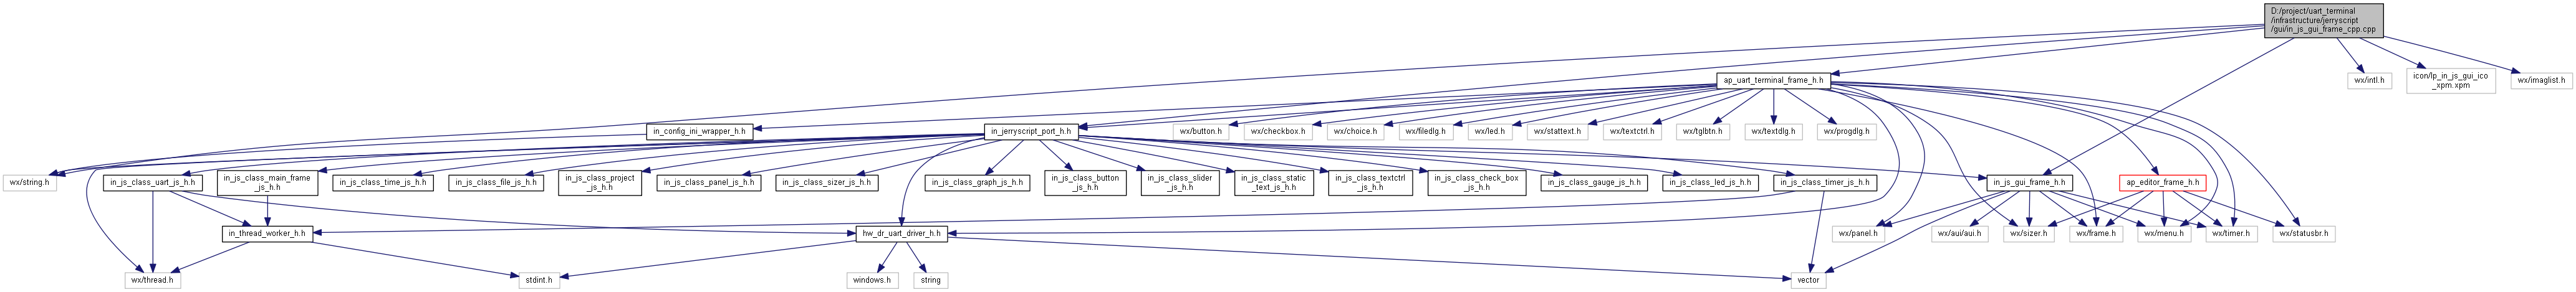 D:/project/uart_terminal
/infrastructure/jerryscript
/gui/in_js_gui_frame_cpp.cpp
ap_uart_terminal_frame_h.h
wx/intl.h
icon/lp_in_js_gui_ico
_xpm.xpm
wx/imaglist.h
in_config_ini_wrapper_h.h
in_jerryscript_port_h.h
wx/button.h
wx/checkbox.h
wx/choice.h
wx/filedlg.h
wx/led.h
wx/stattext.h
wx/textctrl.h
wx/tglbtn.h
wx/textdlg.h
wx/progdlg.h
wx/string.h
in_js_class_uart_js_h.h
in_js_class_main_frame
_js_h.h
in_js_class_time_js_h.h
in_js_class_file_js_h.h
in_js_class_project
_js_h.h
in_js_class_panel_js_h.h
in_js_class_sizer_js_h.h
in_js_class_graph_js_h.h
in_js_class_button
_js_h.h
in_js_class_slider
_js_h.h
in_js_class_static
_text_js_h.h
in_js_class_textctrl
_js_h.h
in_js_class_check_box
_js_h.h
in_js_class_gauge_js_h.h
in_js_class_led_js_h.h
in_js_class_timer_js_h.h
in_js_gui_frame_h.h
ap_editor_frame_h.h
in_thread_worker_h.h
hw_dr_uart_driver_h.h
wx/panel.h
wx/aui/aui.h
wx/sizer.h
wx/frame.h
wx/menu.h
wx/timer.h
wx/statusbr.h
wx/thread.h
stdint.h
windows.h
string
vector